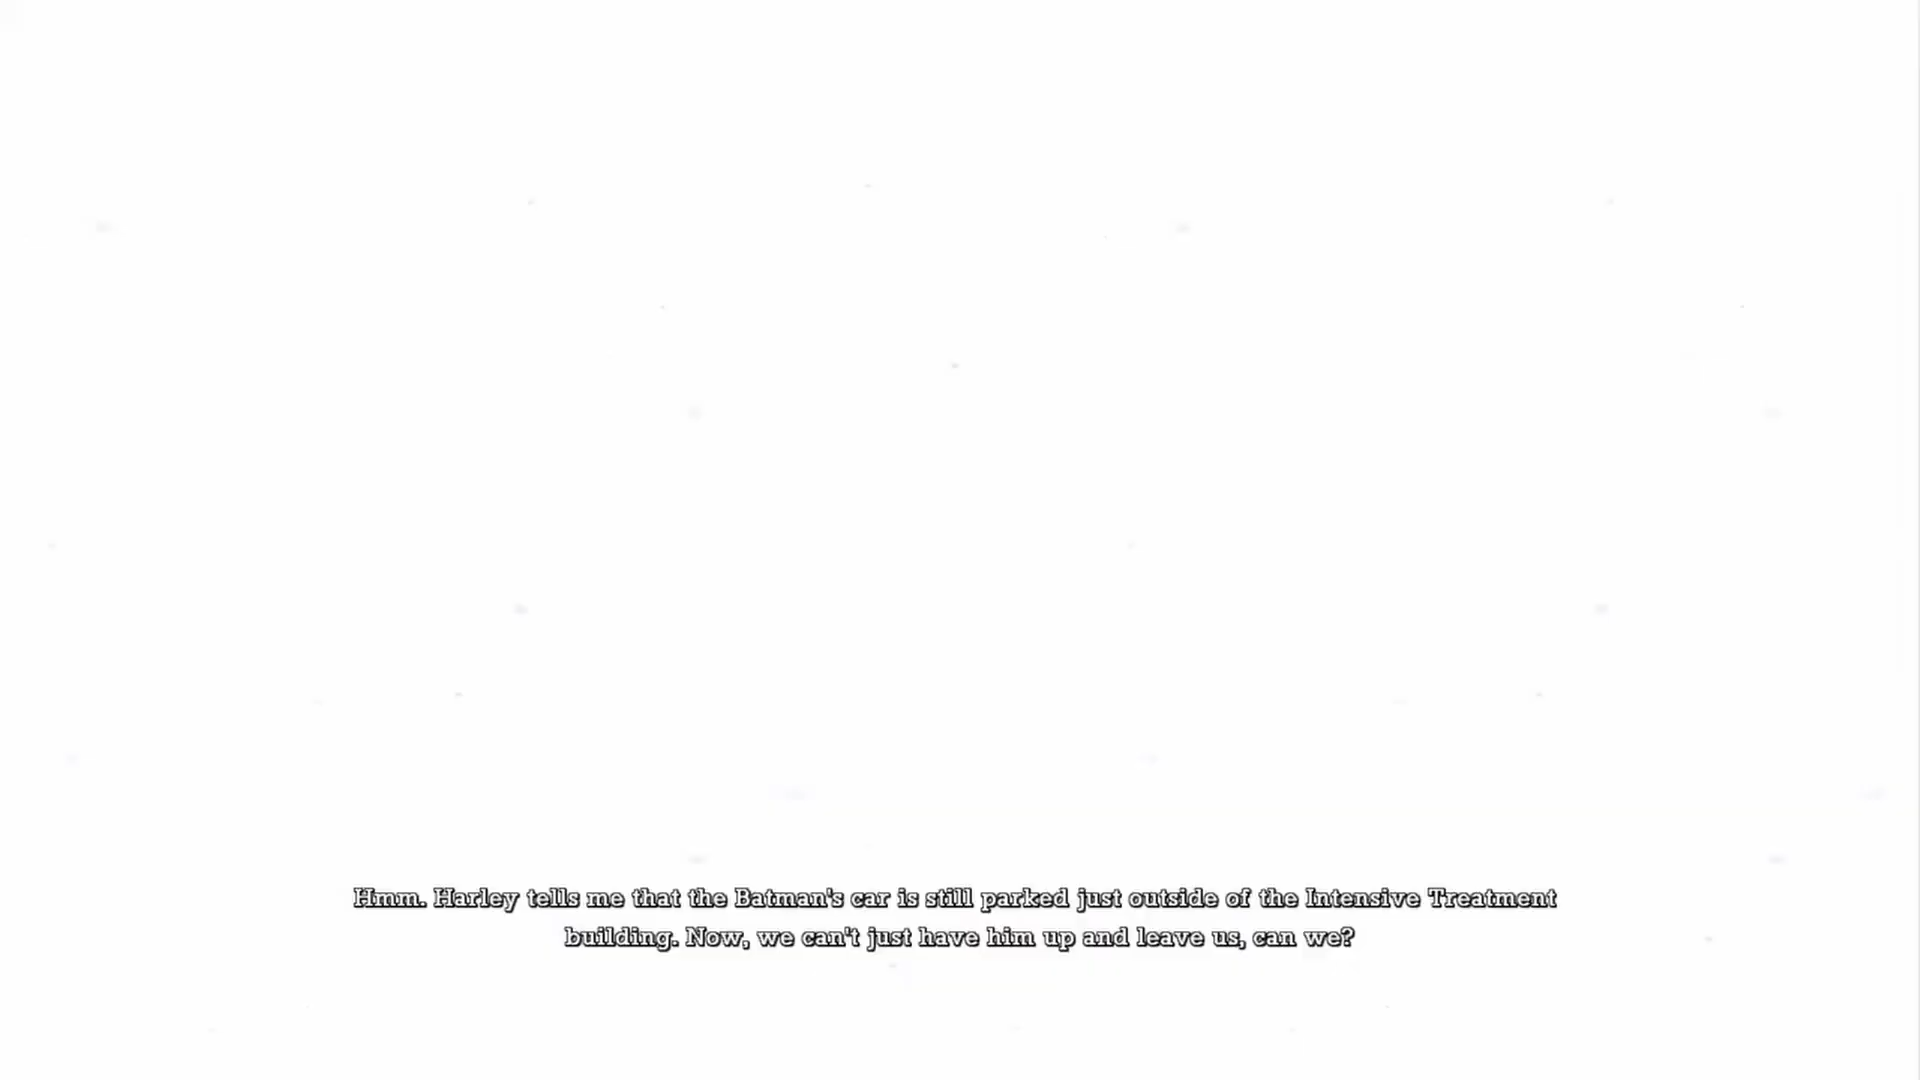 Hmm. Harley tells me that the Batman's car is still parked just outside of the Intensive Treatment
building. Now, we can't just have him up and leave us, can we?